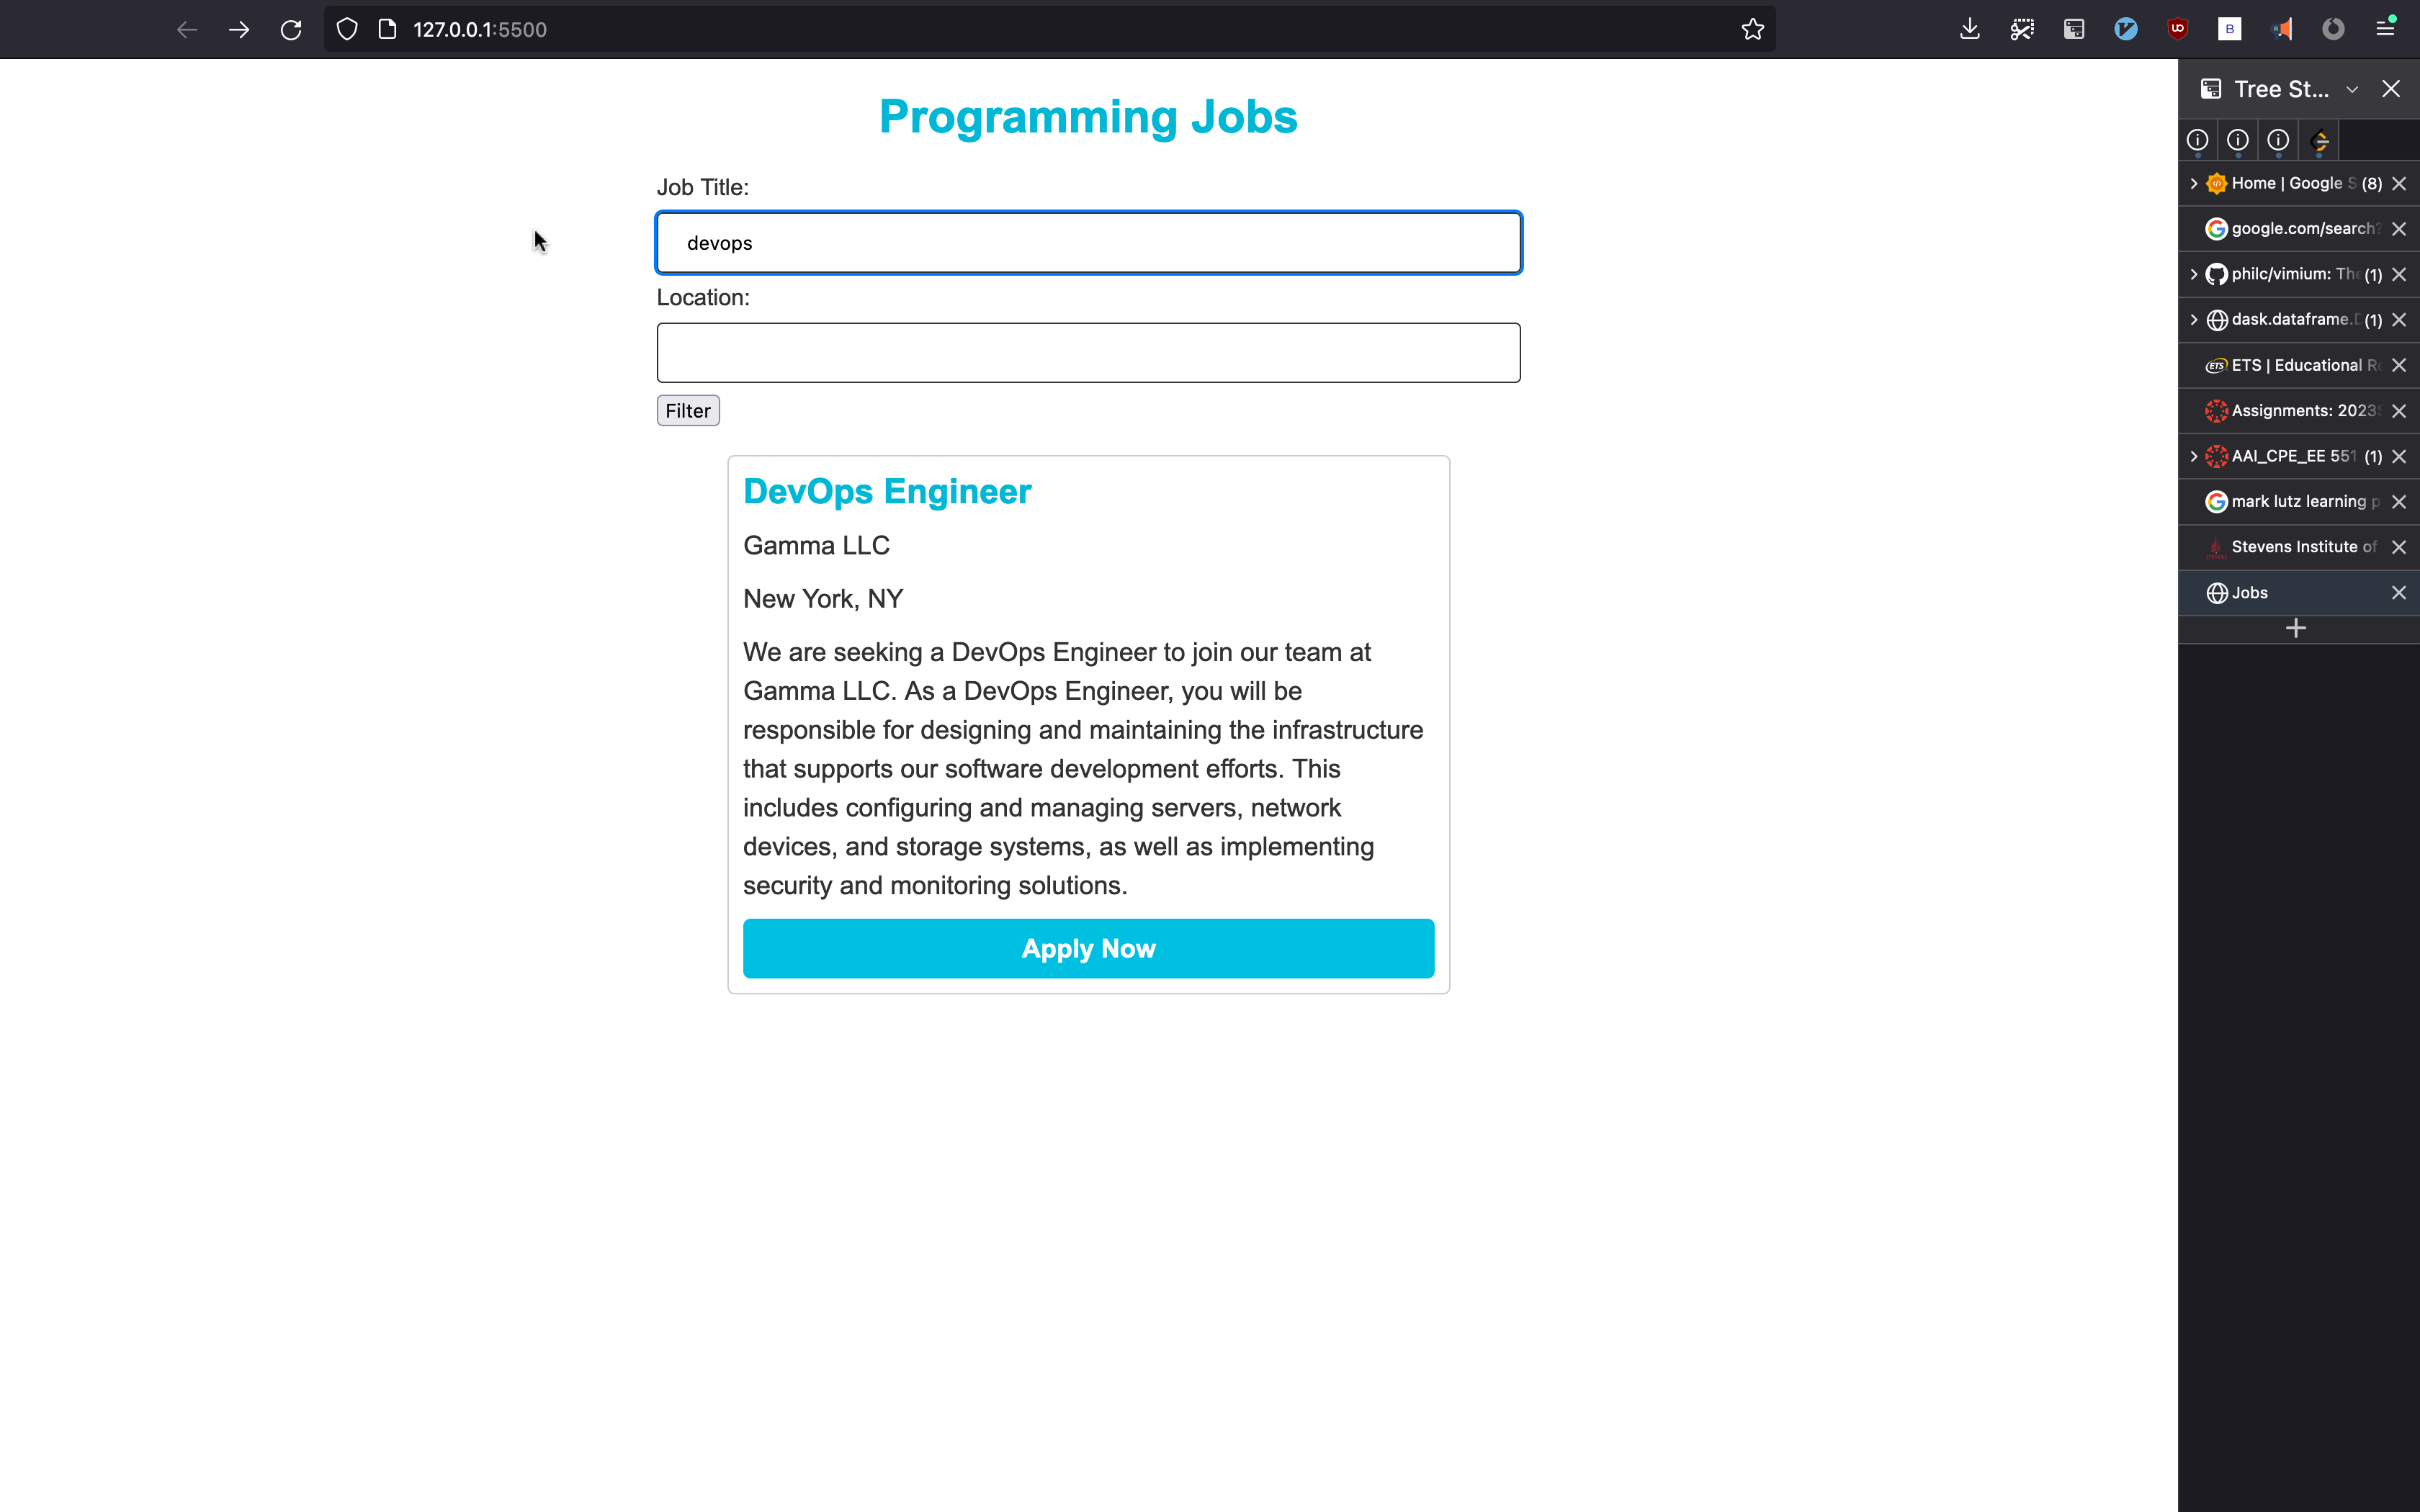 127.0.0.1:5500
Programming Jobs
Job Title:
devops
Location:
Filter
DevOps Engineer
Gamma LLC
New York, NY
We are seeking a DevOps Engineer to join our team at
Gamma LLC. As a DevOps Engineer, you will be
responsible for designing and maintaining the infrastructure
that supports our software development efforts. This
includes configuring and managing servers, network
devices, and storage systems, as well as implementing
security and monitoring solutions.
Apply Now
Tree St...
Home | Google S (8)
google.com/search?
philc/vimium: The (1)
dask.dataframe.D (1)
ETS | Educational Re
Assignments: 2023S
AAI_CPE_EE 551 (1)
mark lutz learning p
Stevens Institute of
Jobs